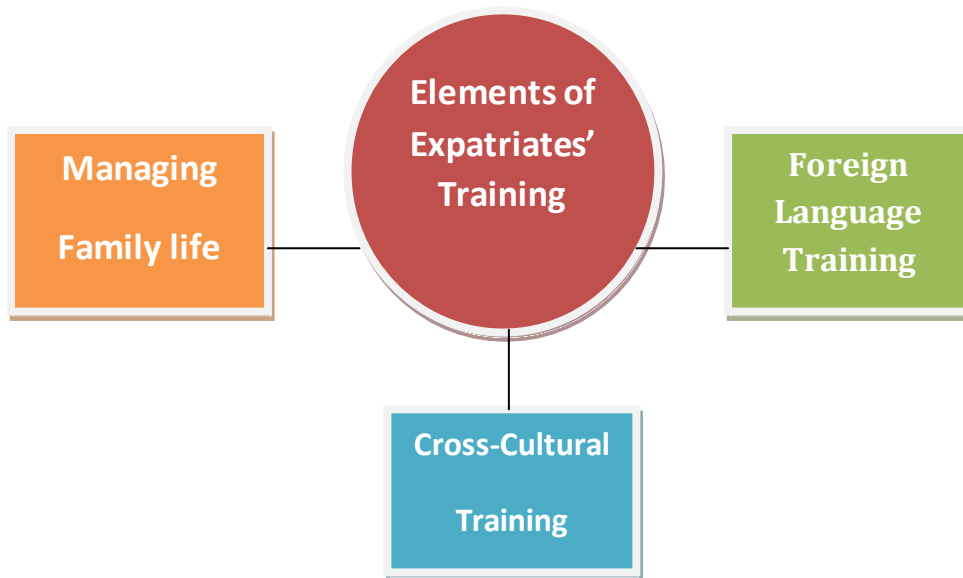 Elements of
Expatriates’
Training
Managing
Family life
Foreign
Language
Training
Cross-Cultural
Training